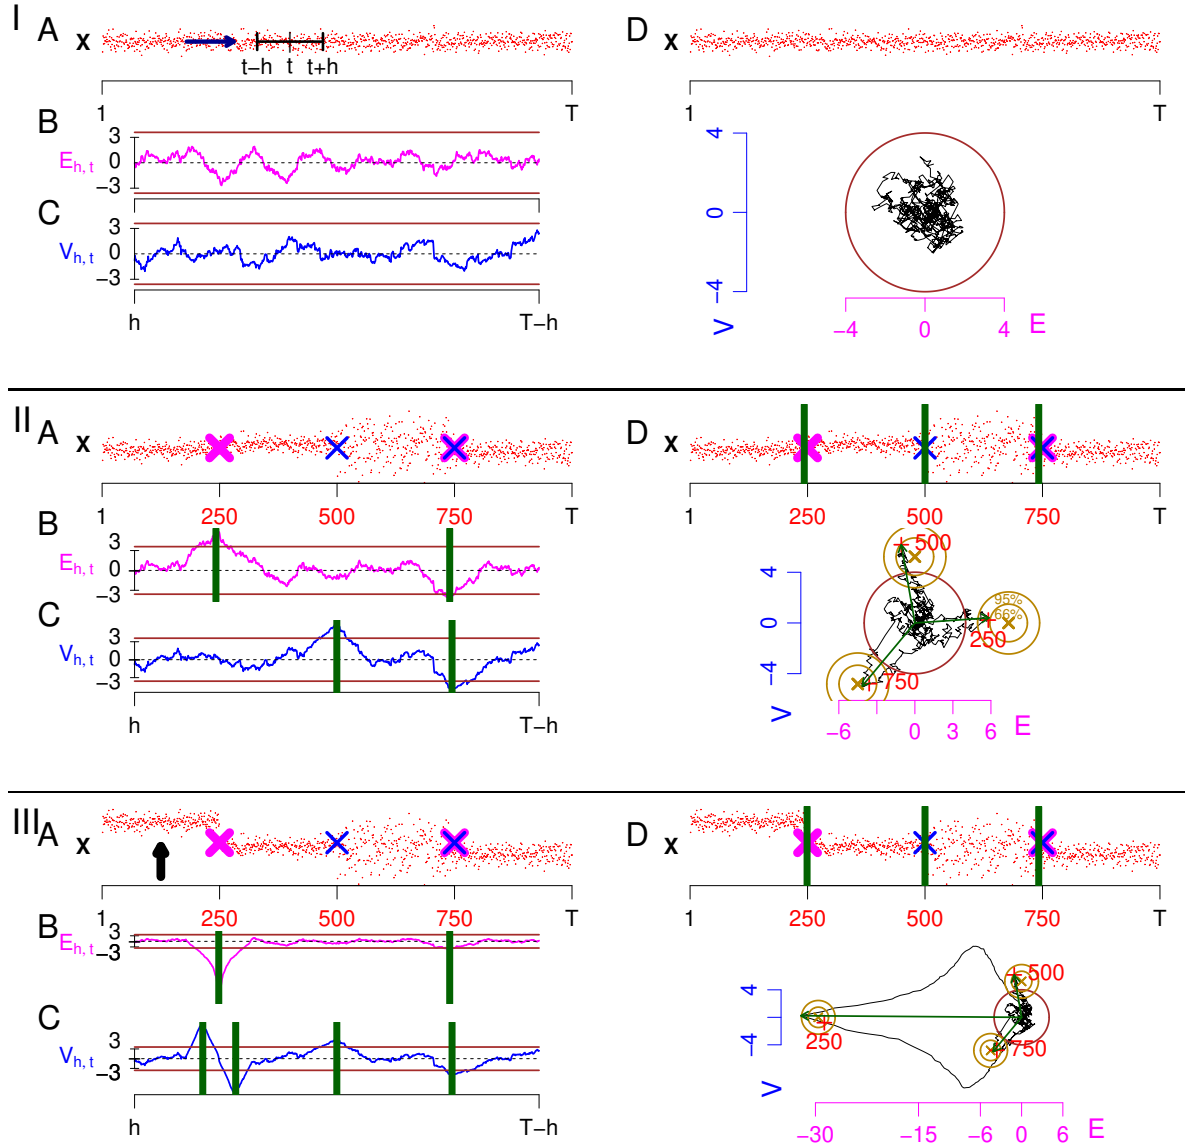 I
A
x
t−h t t+h
1 T
B
E h, t
3
0
−3
C
V h, t
3
0
−3
h T−h
D
x
1 T
4
0
−4
V
−4 0 4 E
II
A
x
1 250 500 750 T
B
E h, t
3
0
−3
C
V h, t
3
0
−3
h T−h
D
x
1 250 500 750 T
4
0
−4
V
500
95%
66%
250
750
−6 0 3 6 E
III
A
x
1 250 500 750 T
B
E h, t
3
−3
C
V h, t
3
−3
h T−h
D
x
1 250 500 750 T
4
−4
V
500
250
750
−30 −15 −6 0 6 E